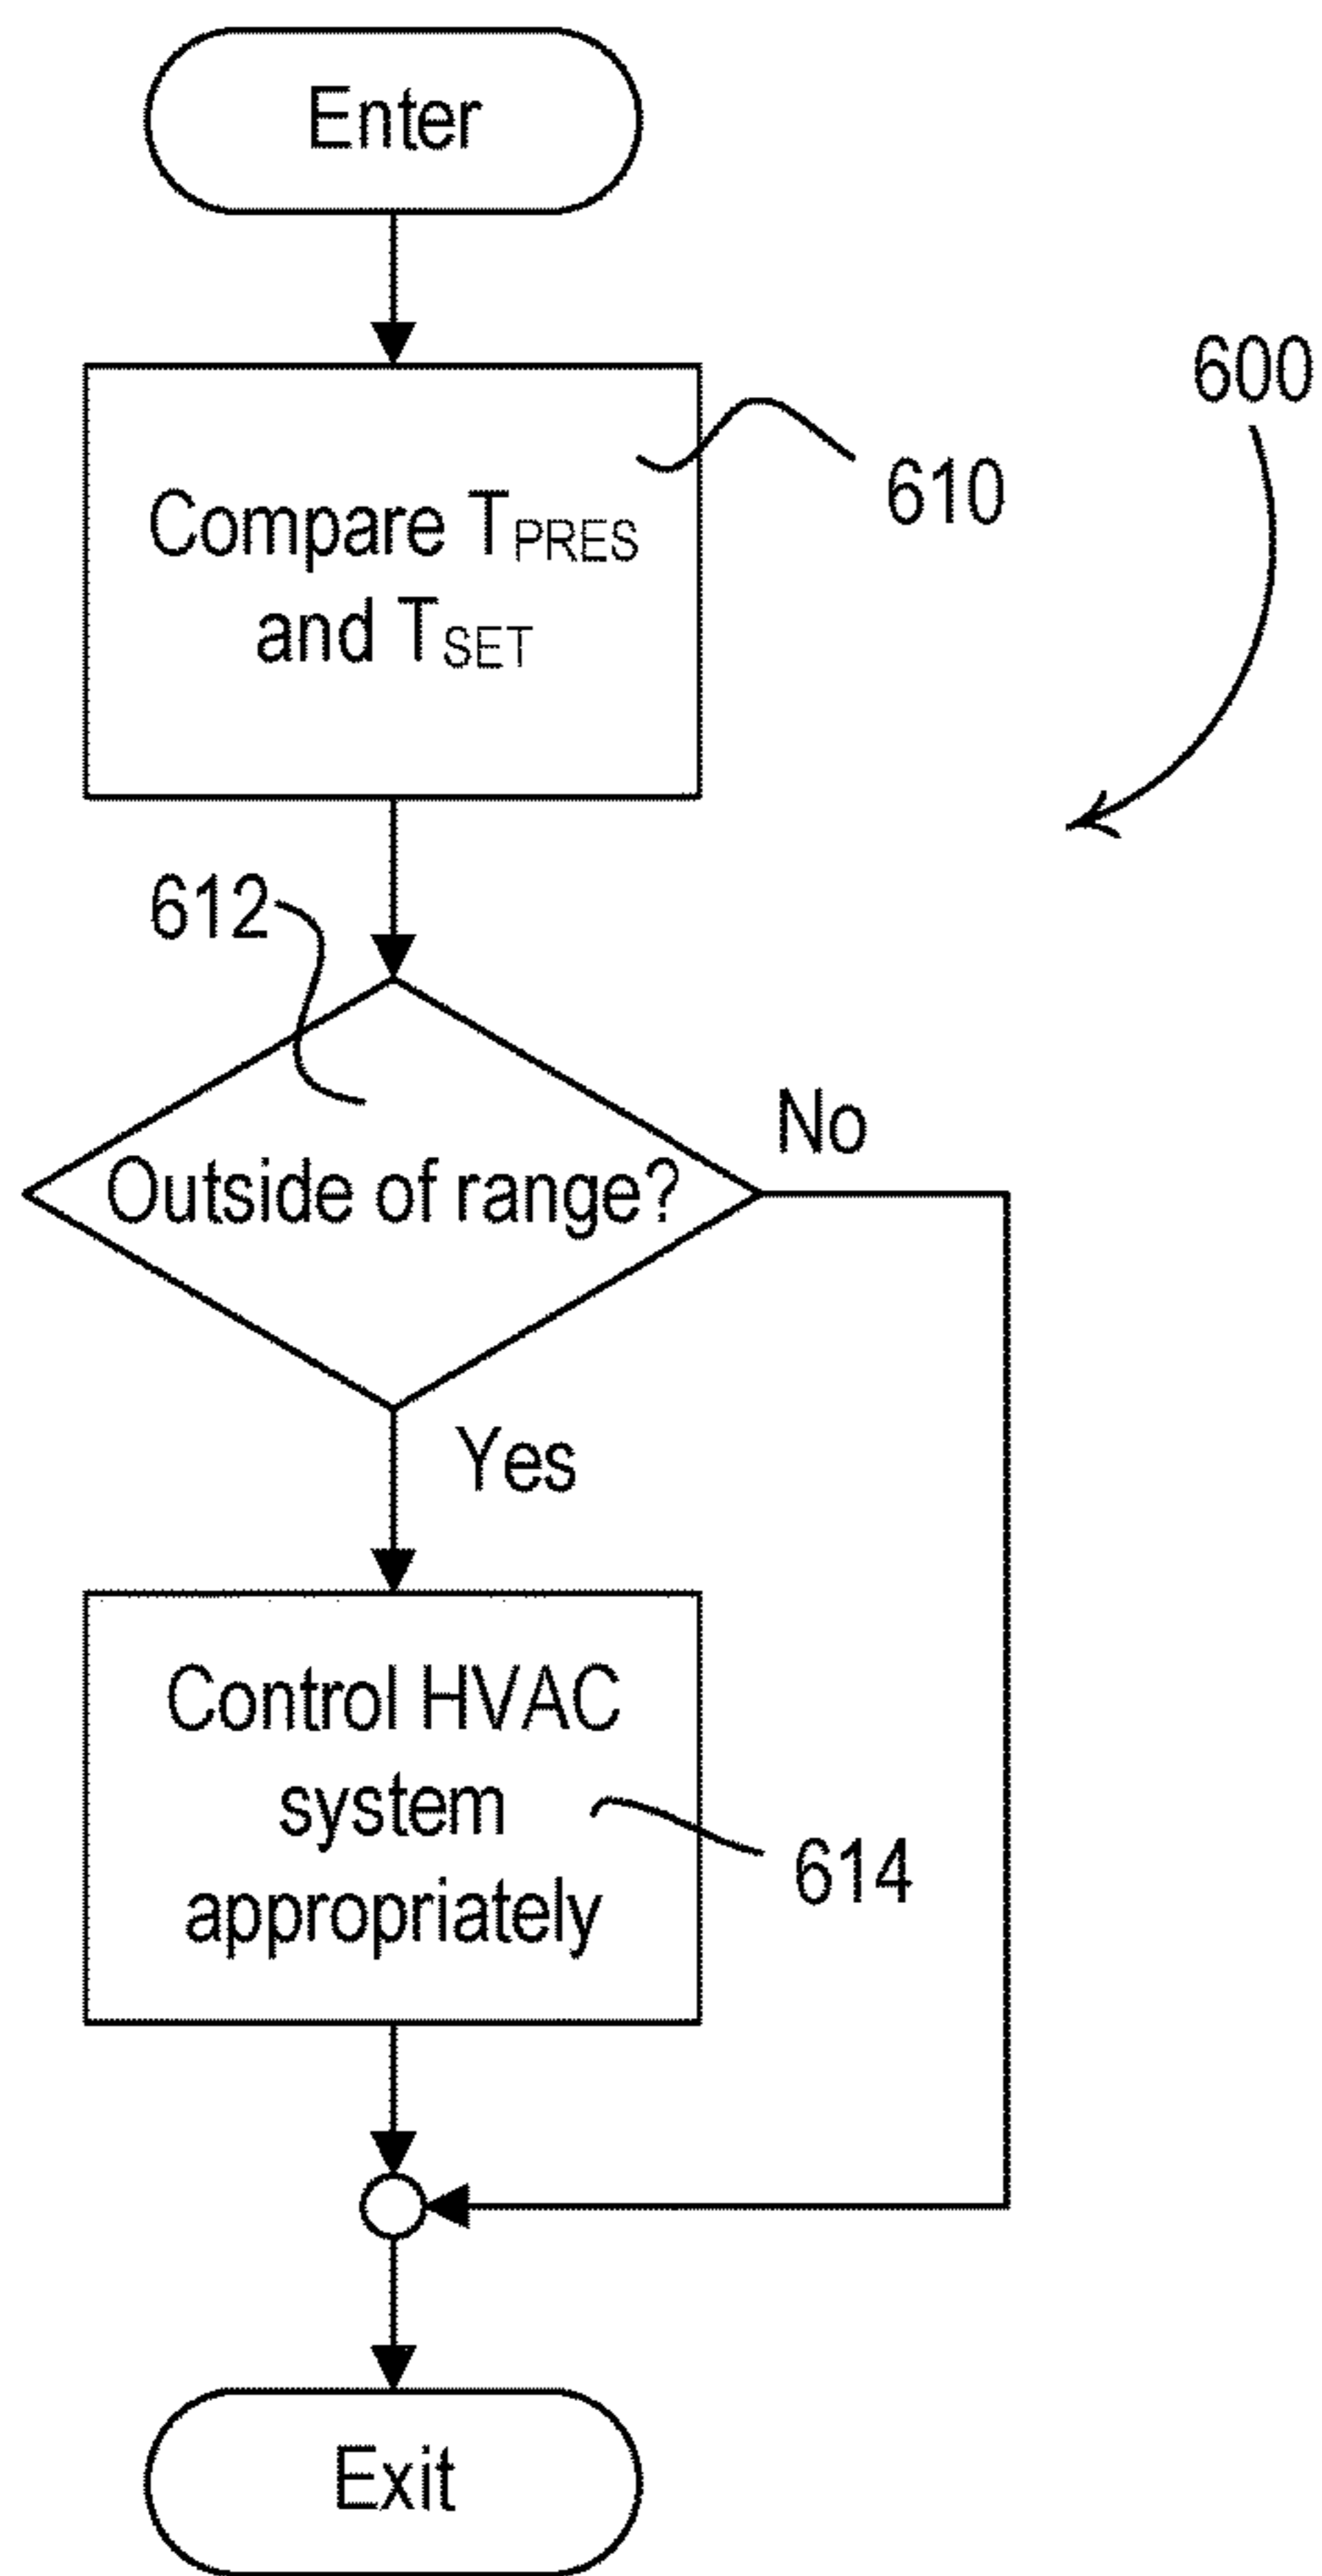 Enter
600
610
Compare TPRES
and TSET
612
No
Outside of range?
Yes
Control HVAC
system
614
appropriately
Exit